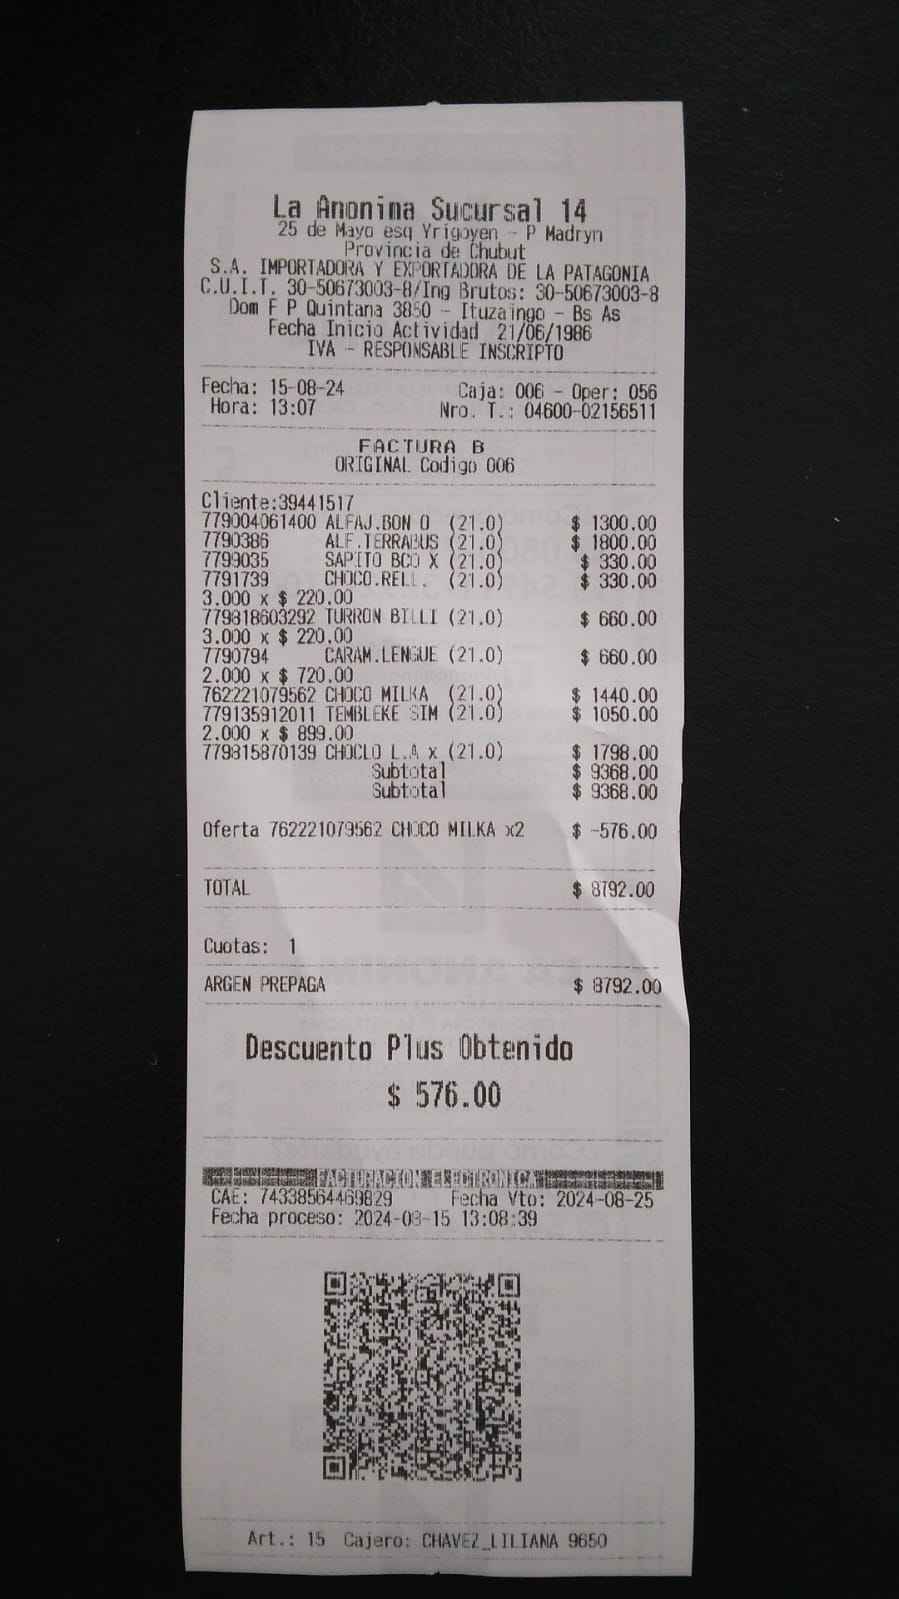 La Anonima Sucursal 14
25 de Mayo esq Yrigoyen - P Madryn
Provincia de Chubut
S.A. IMPORTADORA Y EXPORTADORA DE LA PATAGONIA
C.U.I.T. 30-50673003-8/Ing Brutos: 30-50673003-8
Dom F P Quintana 3850 - Ituzaingo - Bs As
Fecha Inicio Actividad 21/06/1986
IVA - RESPONSABLE INSCRIPTO
Fecha: 15-08-24 Caja: 006 - Oper: 056
Hora: 13:07 Nro. T.: 04600-02156511
FACTURA B
ORIGINAL Codigo 006
Cliente:39441517
779004061400 ALFAJ.BON O (21.0) $ 1300.00
7790386 ALF.TERRABUS (21.0) $ 1800.00
7799035 SAPITO BCO X (21.0) $ 330.00
7791739 CHOCO.RELL. (21.0) $ 330.00
3.000 x $ 220.00
779818603292 TURRON BILLI (21.0) $ 660.00
3.000 x $ 220.00
7790794 CARAM.LENGUE (21.0) $ 660.00
2.000 x $ 720.00
762221079562 CHOCO MILKA (21.0) $ 1440.00
779135912011 TEMBLEKE SIM (21.0) $ 1050.00
2.000 x $ 899.00
779815870139 CHOCLO L.A x (21.0) $ 1798.00
Subtotal $ 9368.00
Subtotal $ 9368.00
Oferta 762221079562 CHOCO MILKA x2 $ -576.00
TOTAL $ 8792.00
Cuotas: 1
ARGEN PREPAGA $ 8792.00
Descuento Plus Obtenido
$ 576.00
FACTURACION ELECTRONICA
CAE: 74338564469829 Fecha Vto: 2024-08-25
Fecha proceso: 2024-08-15 13:08:39
Art.: 15 Cajero: CHAVEZ_LILIANA 9650